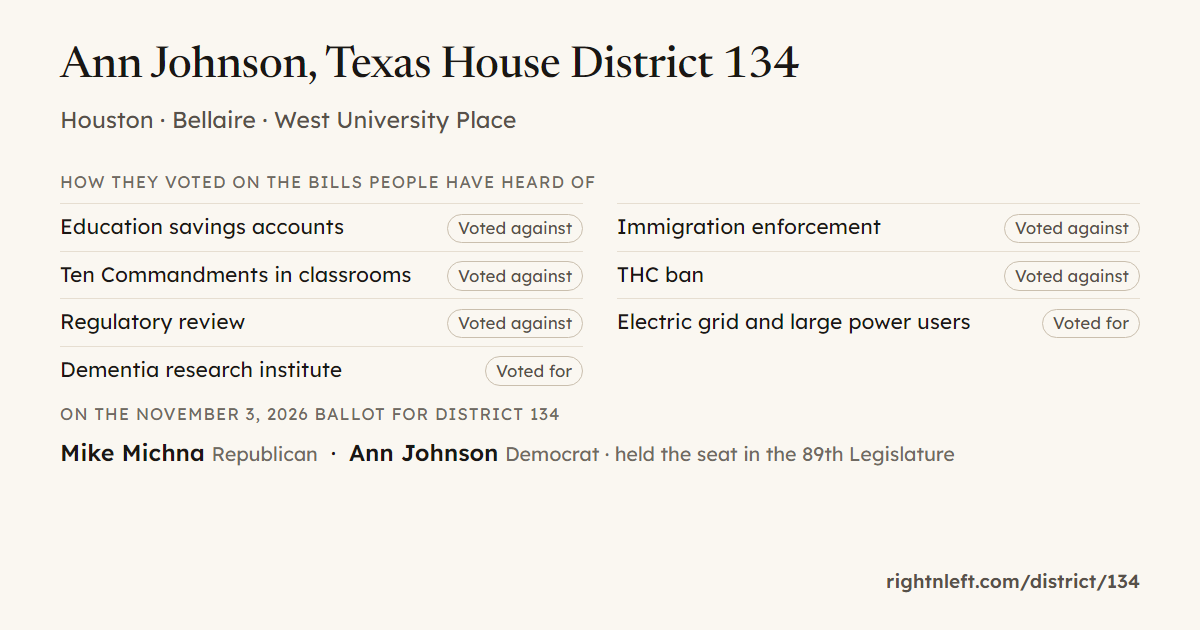 Ann Johnson, Texas House District 134
Houston · Bellaire · West University Place
HOW THEY VOTED ON THE BILLS PEOPLE HAVE HEARD OF
Education savings accounts Voted against
Immigration enforcement Voted against
Ten Commandments in classrooms Voted against
THC ban Voted against
Regulatory review Voted against
Electric grid and large power users Voted for
Dementia research institute Voted for
ON THE NOVEMBER 3, 2026 BALLOT FOR DISTRICT 134
Mike Michna Republican · Ann Johnson Democrat · held the seat in the 89th Legislature
rightnleft.com/district/134